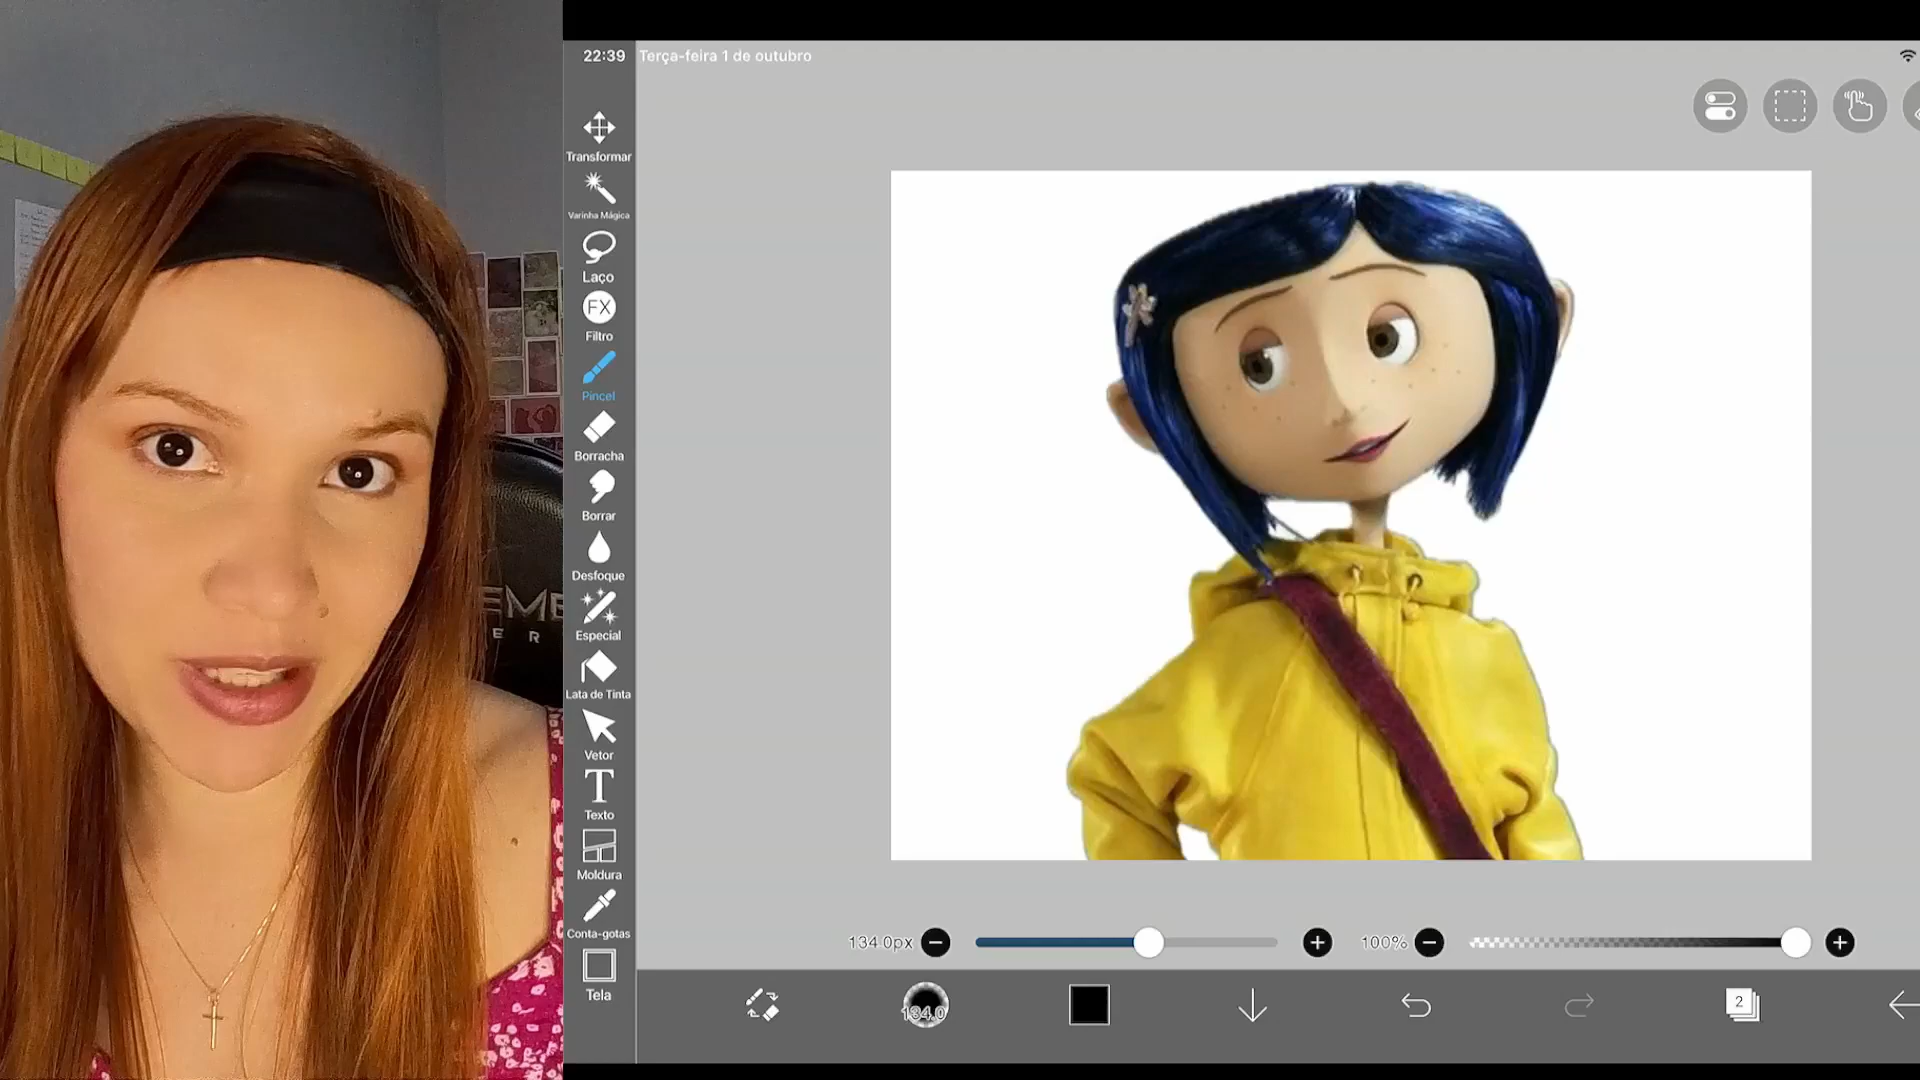 22:39 Terça-feira 1 de outubro
Transformar
Varinha Mágica
Laço
FX
Filtro
Pincel
Borracha
Borrar
Desfoque
Especial
Lata de Tinta
Vetor
T
Texto
Moldura
Conta-gotas
Tela
134.0px
100%
134.0
2